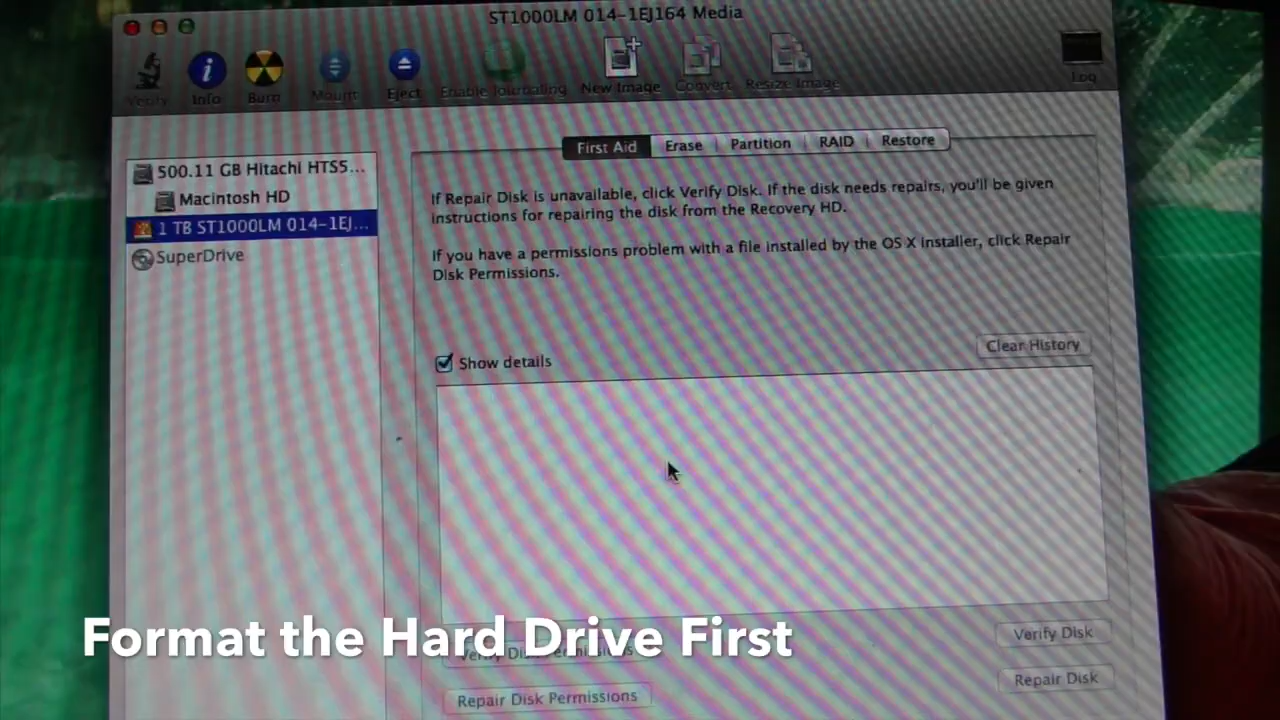 ST1000LM 014-1EJ164 Media
Verify Info Burn Mount Eject Enable Journaling New Image Convert Resize Image Log
500.11 GB Hitachi HTS5...
Macintosh HD
1 TB ST1000LM 014-1EJ...
SuperDrive
First Aid Erase Partition RAID Restore
If Repair Disk is unavailable, click Verify Disk. If the disk needs repairs, you'll be given
instructions for repairing the disk from the Recovery HD.
If you have a permissions problem with a file installed by the OS X installer, click Repair
Disk Permissions.
Show details
Clear History
Format the Hard Drive First
Verify Disk Permissions
Verify Disk
Repair Disk Permissions
Repair Disk